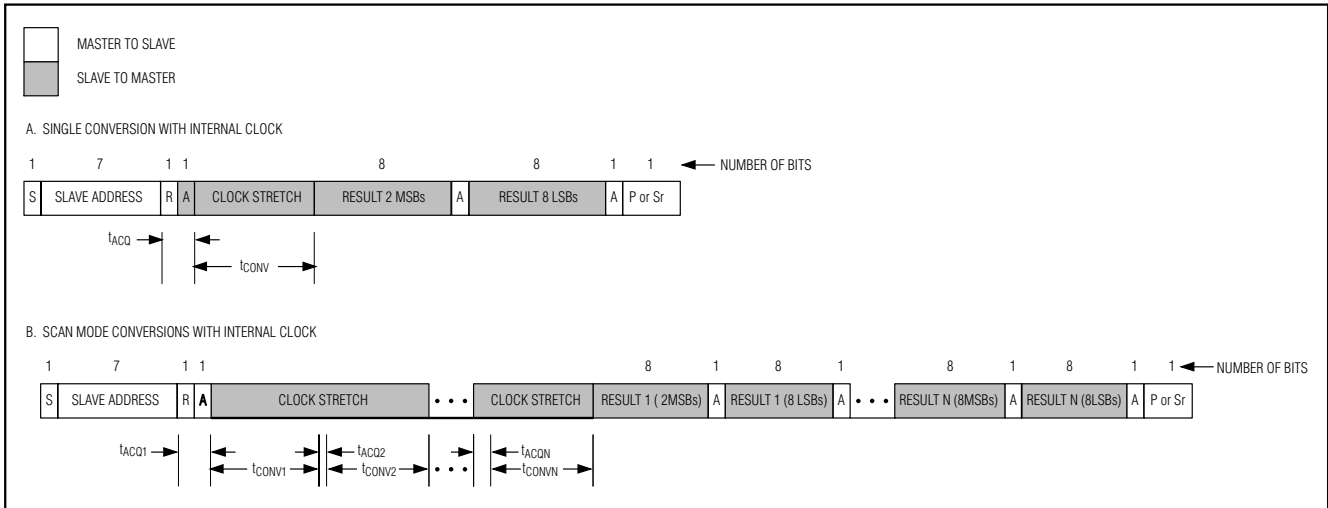 MASTER TO SLAVE
SLAVE TO MASTER
A. SINGLE CONVERSION WITH INTERNAL CLOCK
1 7 1 1 8 8 1 1 NUMBER OF BITS
S SLAVE ADDRESS R A CLOCK STRETCH RESULT 2 MSBs A RESULT 8 LSBs A P or Sr
tACQ
tCONV
B. SCAN MODE CONVERSIONS WITH INTERNAL CLOCK
1 7 1 1 8 1 8 1 8 1 8 1 1 NUMBER OF BITS
S SLAVE ADDRESS R A CLOCK STRETCH • • • CLOCK STRETCH RESULT 1 ( 2MSBs) A RESULT 1 (8 LSBs) A • • • RESULT N (8MSBs) A RESULT N (8LSBs) A P or Sr
tACQ1 tACQ2 tACQN
tCONV1 tCONV2 • • • tCONVN